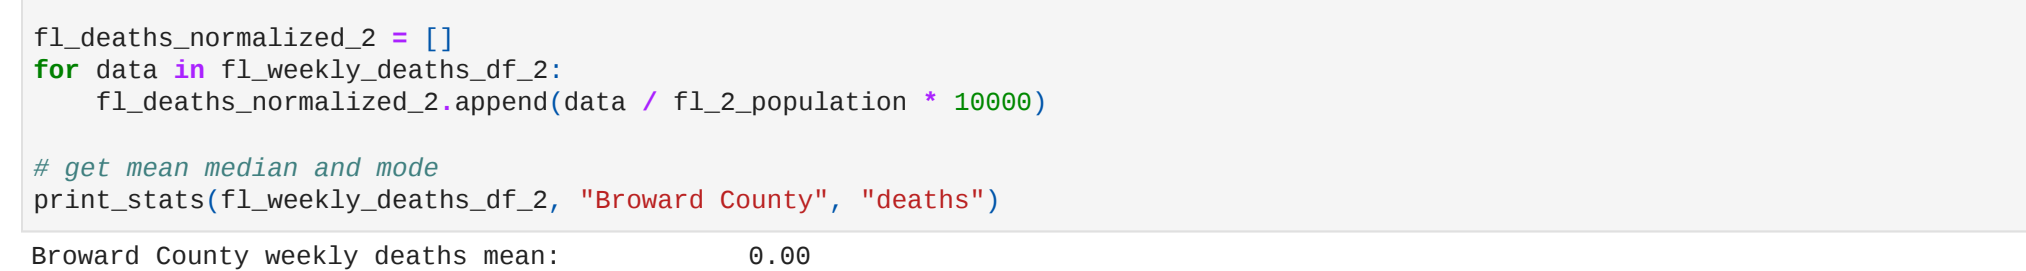 fl_deaths_normalized_2 = []
for data in fl_weekly_deaths_df_2:
    fl_deaths_normalized_2.append(data / fl_2_population * 10000)

# get mean median and mode
print_stats(fl_weekly_deaths_df_2, "Broward County", "deaths")
Broward County weekly deaths mean:            0.00